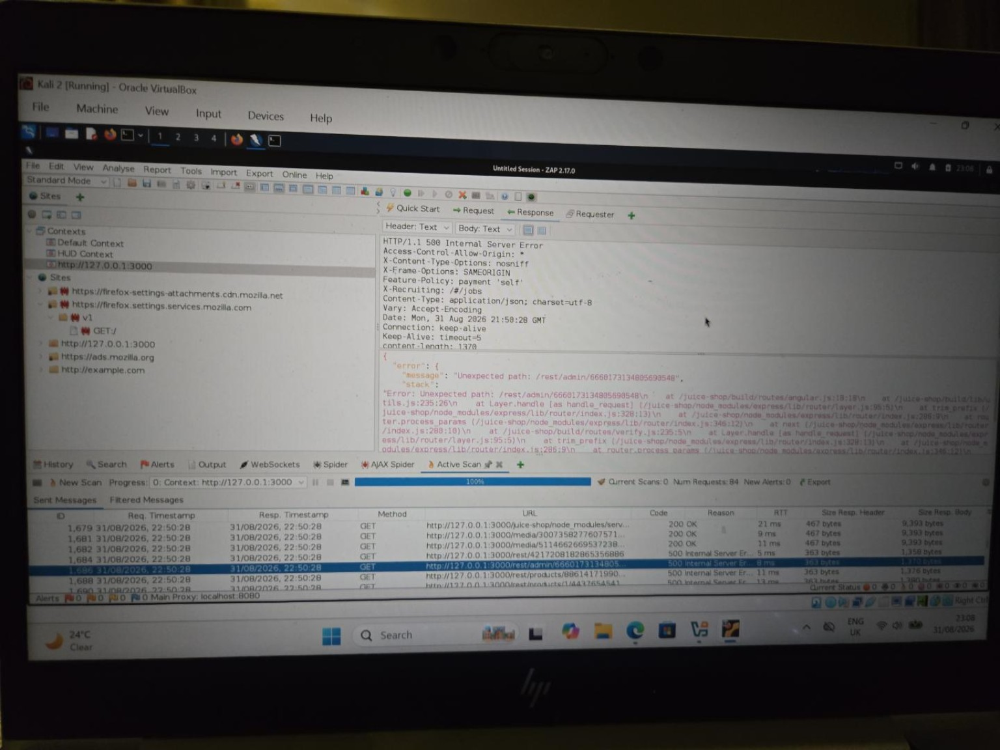 Kali 2 [Running] - Oracle VirtualBox
File Machine View Input Devices Help
1 2 3 4
23:08
Untitled Session - ZAP 2.17.0
File Edit View Analyse Report Tools Import Export Online Help
Standard Mode
Sites
Quick Start Request Response Requester
Header: Text Body: Text
Contexts
Default Context
HUD Context
http://127.0.0.1:3000
Sites
https://firefox-settings-attachments.cdn.mozilla.net
https://firefox.settings.services.mozilla.com
v1
GET:/
http://127.0.0.1:3000
https://ads.mozilla.org
http://example.com
HTTP/1.1 500 Internal Server Error
Access-Control-Allow-Origin: *
X-Content-Type-Options: nosniff
X-Frame-Options: SAMEORIGIN
Feature-Policy: payment 'self'
X-Recruiting: /#/jobs
Content-Type: application/json; charset=utf-8
Vary: Accept-Encoding
Date: Mon, 31 Aug 2026 21:50:28 GMT
Connection: keep-alive
Keep-Alive: timeout=5
content-length: 1370
{
"error": {
"message": "Unexpected path: /rest/admin/6660173134805690548",
"stack":
"Error: Unexpected path: /rest/admin/6660173134805690548\n at /juice-shop/build/routes/angular.js:18:18\n at /juice-shop/build/lib/u
tils.js:235:26\n at Layer.handle [as handle_request] (/juice-shop/node_modules/express/lib/router/layer.js:95:5)\n at trim_prefix (/
juice-shop/node_modules/express/lib/router/index.js:328:13)\n at /juice-shop/node_modules/express/lib/router/index.js:286:9\n at rou
ter.process_params (/juice-shop/node_modules/express/lib/router/index.js:346:12)\n at next (/juice-shop/node_modules/express/lib/router
/index.js:280:10)\n at /juice-shop/build/routes/verify.js:235:5\n at Layer.handle [as handle_request] (/juice-shop/node_modules/expr
ess/lib/router/layer.js:95:5)\n at trim_prefix (/juice-shop/node_modules/express/lib/router/index.js:328:13)\n at /juice-shop/node_m
odules/express/lib/router/index.js:286:9\n at router.process_params (/juice-shop/node_modules/express/lib/router/index.js:346:12)\n
History Search Alerts Output WebSockets Spider AJAX Spider Active Scan
New Scan Progress: 0: Context: http://127.0.0.1:3000 100% Current Scans: 0 Num Requests: 84 New Alerts: 0 Export
Sent Messages Filtered Messages
ID Req. Timestamp Resp. Timestamp Method URL Code Reason RTT Size Resp. Header Size Resp. Body
1,679 31/08/2026, 22:50:28 31/08/2026, 22:50:28 GET http://127.0.0.1:3000/juice-shop/node_modules/serv... 200 OK 21 ms 467 bytes 9,393 bytes
1,681 31/08/2026, 22:50:28 31/08/2026, 22:50:28 GET http://127.0.0.1:3000/media/3007358277607571... 200 OK 9 ms 467 bytes 9,393 bytes
1,682 31/08/2026, 22:50:28 31/08/2026, 22:50:28 GET http://127.0.0.1:3000/media/5114662669537238... 200 OK 11 ms 467 bytes 9,393 bytes
1,684 31/08/2026, 22:50:28 31/08/2026, 22:50:28 GET http://127.0.0.1:3000/rest/4217208182865356886 500 Internal Server Er... 5 ms 363 bytes 1,358 bytes
1,686 31/08/2026, 22:50:28 31/08/2026, 22:50:28 GET http://127.0.0.1:3000/rest/admin/6660173134805... 500 Internal Server Er... 8 ms 363 bytes 1,370 bytes
1,688 31/08/2026, 22:50:28 31/08/2026, 22:50:28 GET http://127.0.0.1:3000/rest/products/88614171990... 500 Internal Server Er... 11 ms 363 bytes 1,376 bytes
1,690 31/08/2026, 22:50:28 31/08/2026, 22:50:28 GET http://127.0.0.1:3000/rest/products/1/4437654541... 500 Internal Server Er... 13 ms 363 bytes
Alerts 0 0 0 0 Main Proxy: localhost:8080 Current Status 0 0 0 0 0 0 0
Right Ctrl
24°C
Clear
Search
ENG
UK
23:08
31/08/2026
hp